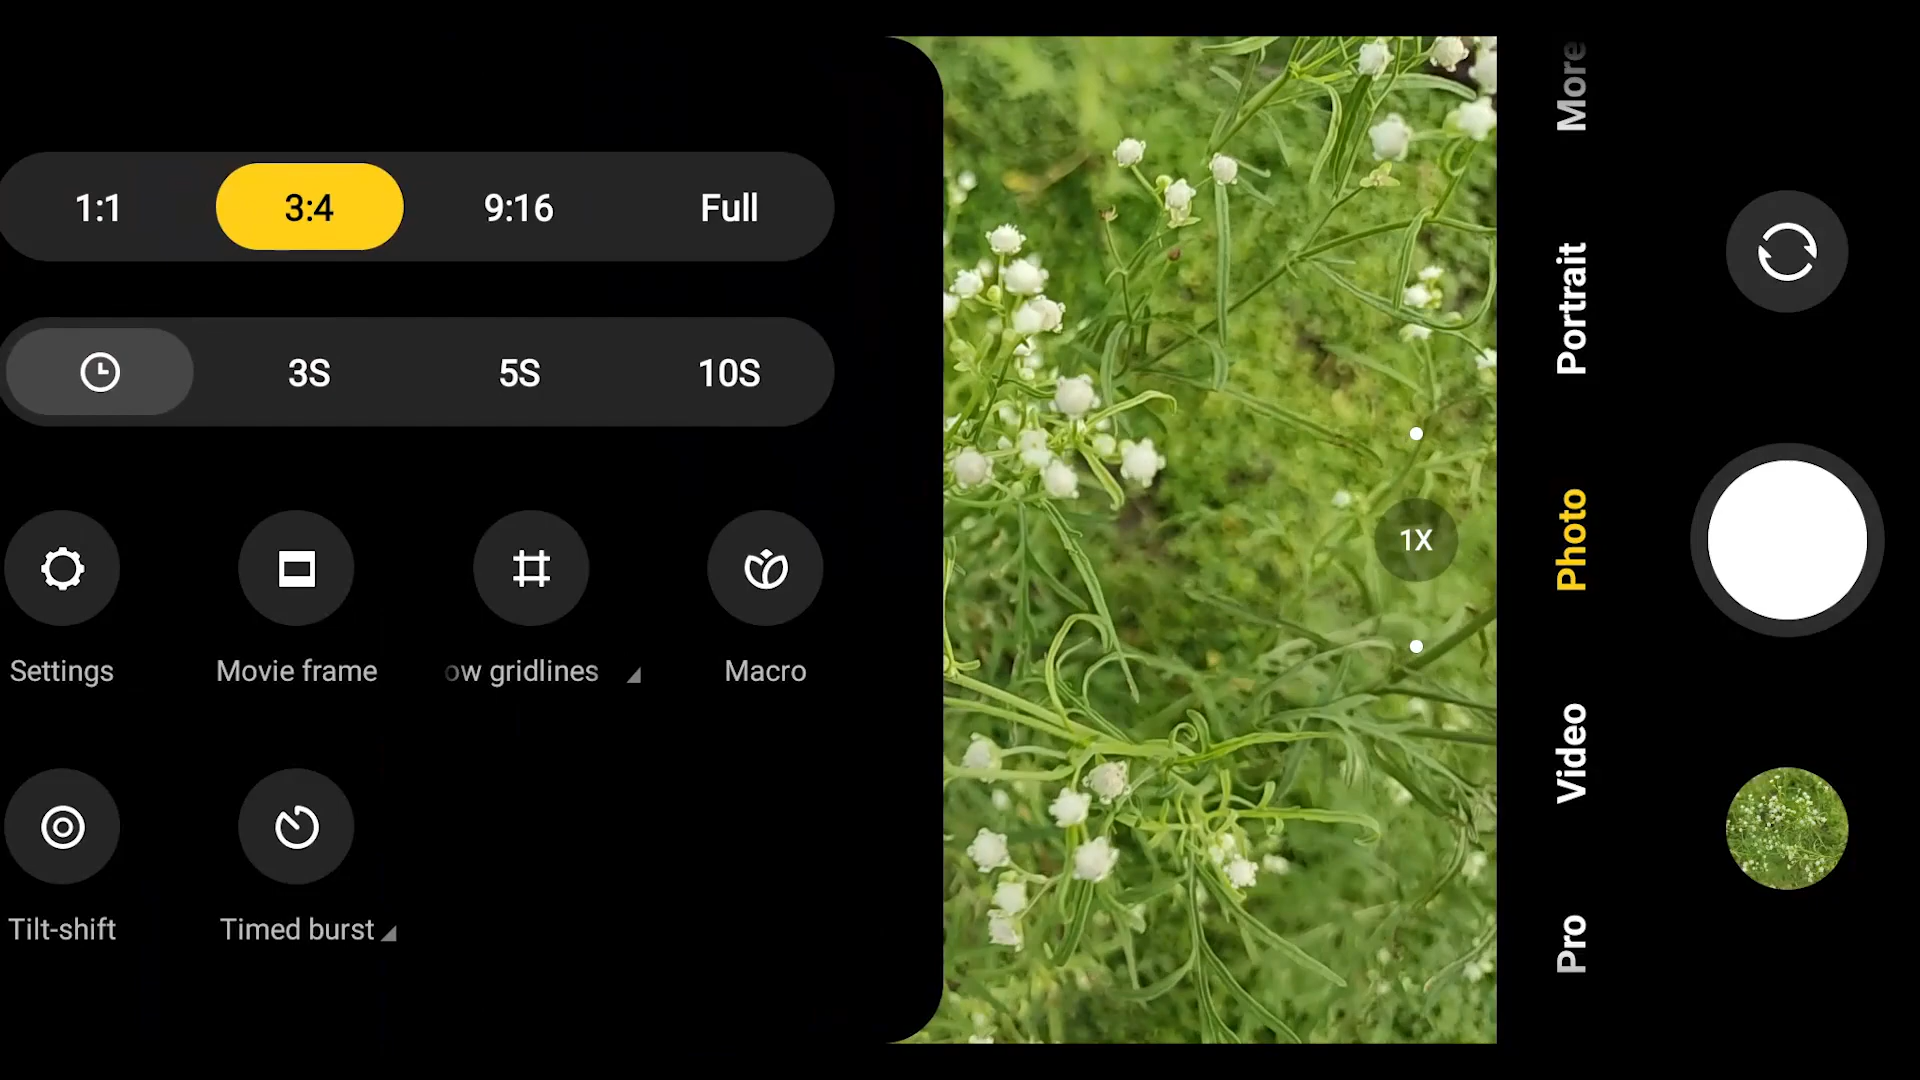 1:1 3:4 9:16 Full
3S 5S 10S
Settings Movie frame ow gridlines Macro
Tilt-shift Timed burst
1X
More
Portrait
Photo
Video
Pro